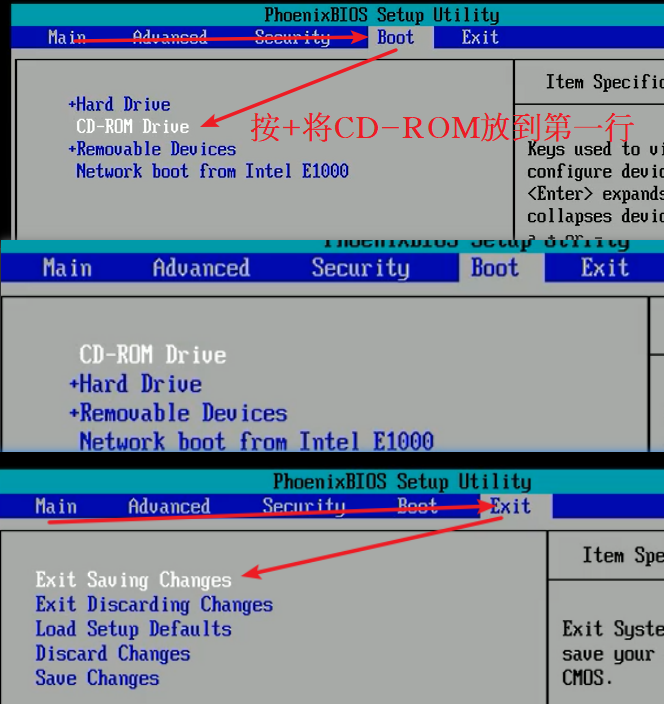 PhoenixBIOS Setup Utility
Main Advanced Security Boot Exit
Item Specific
+Hard Drive
CD-ROM Drive
按+将CD-ROM放到第一行
+Removable Devices
Network boot from Intel E1000
Keys used to vi
configure devic
<Enter> expands
collapses devic
PhoenixBIOS Setup Utility
Main Advanced Security Boot Exit
CD-ROM Drive
+Hard Drive
+Removable Devices
Network boot from Intel E1000
PhoenixBIOS Setup Utility
Main Advanced Security Boot Exit
Item Spe
Exit Saving Changes
Exit Discarding Changes
Load Setup Defaults
Discard Changes
Save Changes
Exit Syste
save your
CMOS.